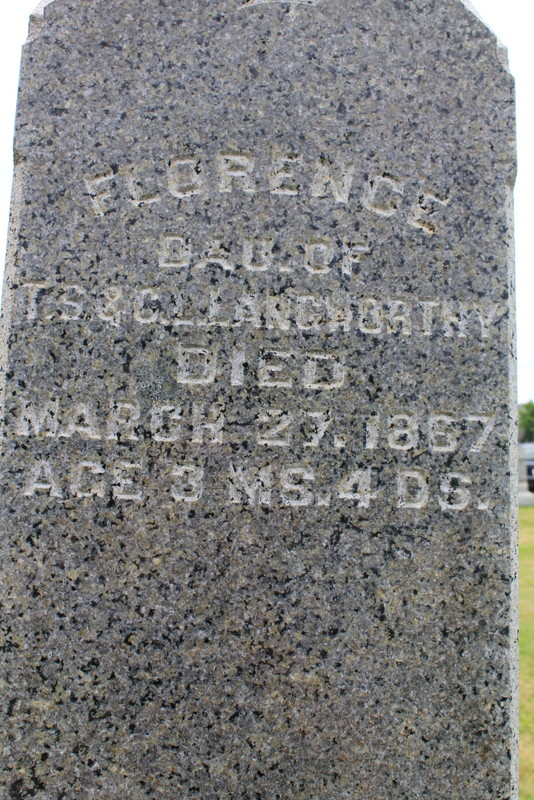 FLORENCE
DAU. OF
T.S. & C.L. LANGWORTHY
DIED
MARCH 27. 1867
AGE 3 MS. 4 DS.